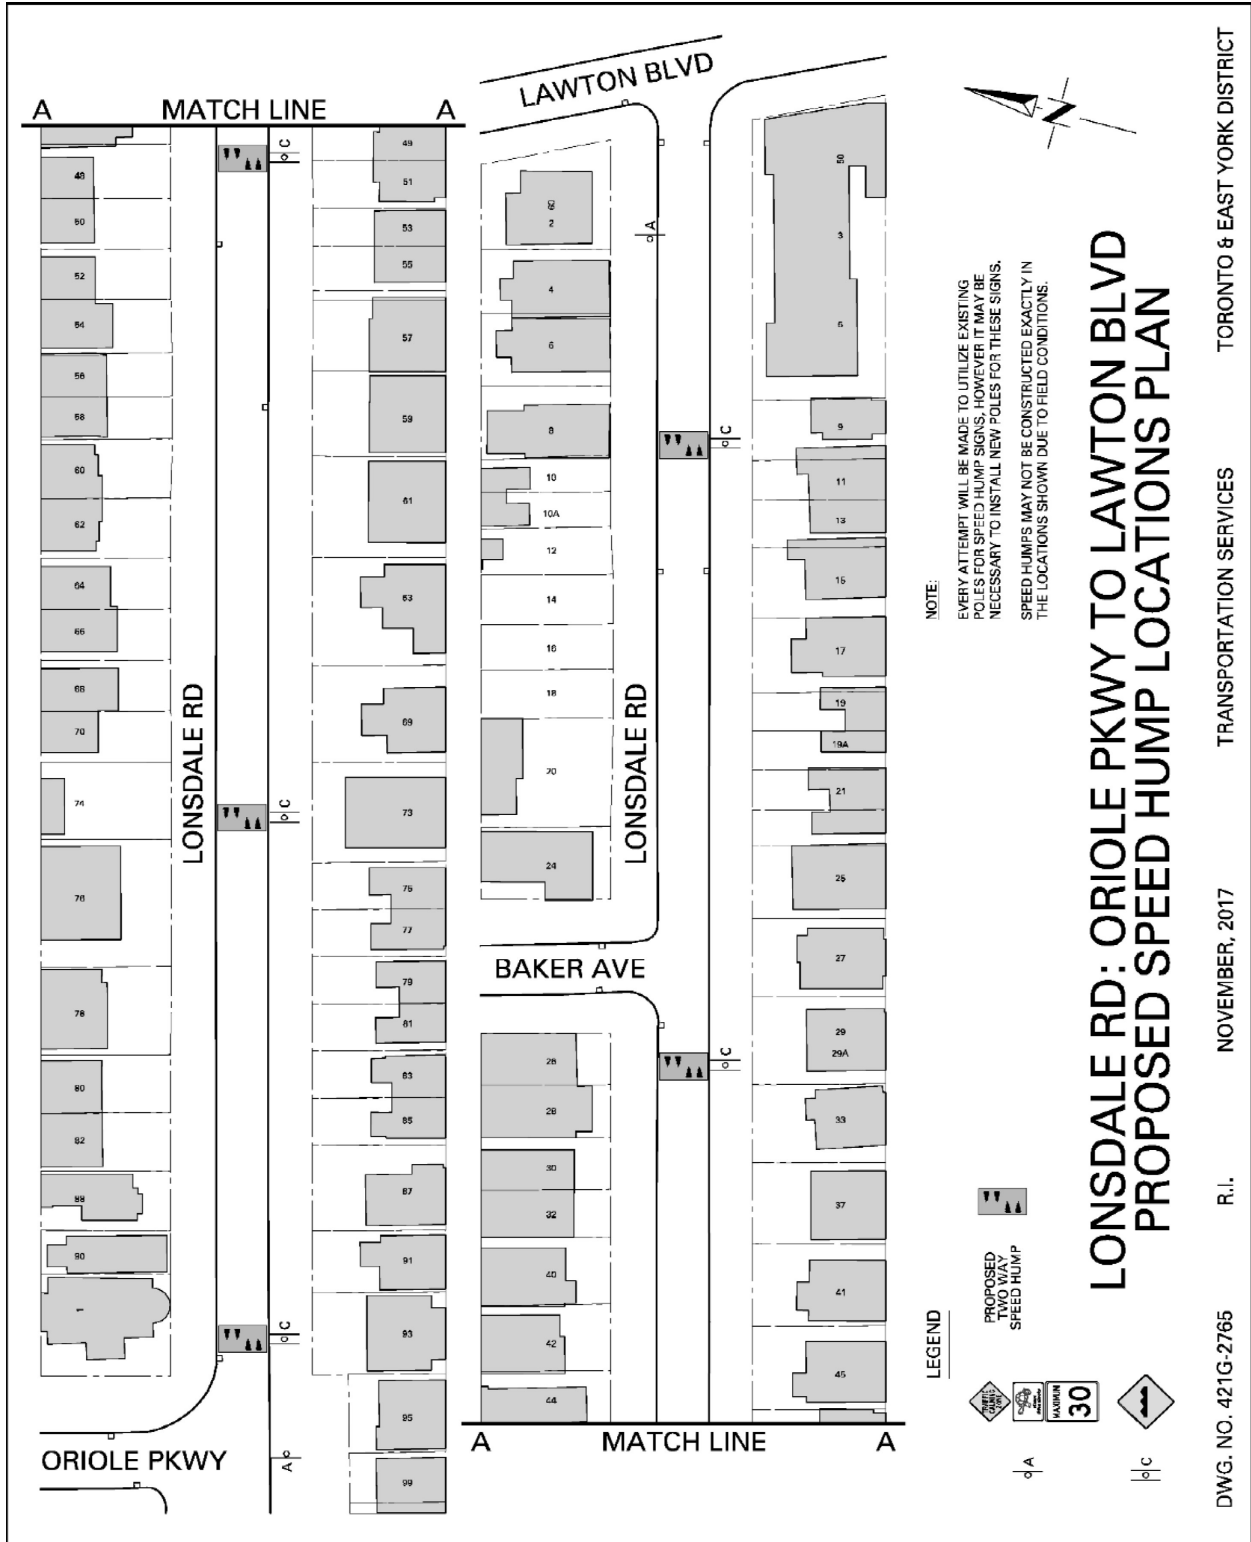 LONSDALE RD: ORIOLE PKWY TO LAWTON BLVD
PROPOSED SPEED HUMP LOCATIONS PLAN
DWG. NO. 421G-2765
R.I.
NOVEMBER, 2017
TRANSPORTATION SERVICES
TORONTO & EAST YORK DISTRICT
NOTE:
EVERY ATTEMPT WILL BE MADE TO UTILIZE EXISTING
POLES FOR SPEED HUMP SIGNS, HOWEVER IT MAY BE
NECESSARY TO INSTALL NEW POLES FOR THESE SIGNS.
SPEED HUMPS MAY NOT BE CONSTRUCTED EXACTLY IN
THE LOCATIONS SHOWN DUE TO FIELD CONDITIONS.
LEGEND
PROPOSED
TWO WAY
SPEED HUMP
TRAFFIC
CALMING
ZONE
MAXIMUM
30
A
C
A
MATCH LINE
A
LONSDALE RD
ORIOLE PKWY
C
C
C
A
48
50
52
54
56
58
60
62
64
66
68
70
74
76
78
80
82
88
90
1
49
51
53
55
57
59
61
63
69
73
75
77
79
81
83
85
87
91
93
95
99
LAWTON BLVD
LONSDALE RD
BAKER AVE
A
C
C
60
2
4
6
8
10
10A
12
14
16
18
20
24
26
28
30
32
40
42
44
50
3
5
9
11
13
15
17
19
19A
21
25
27
29
29A
33
37
41
45
A
MATCH LINE
A